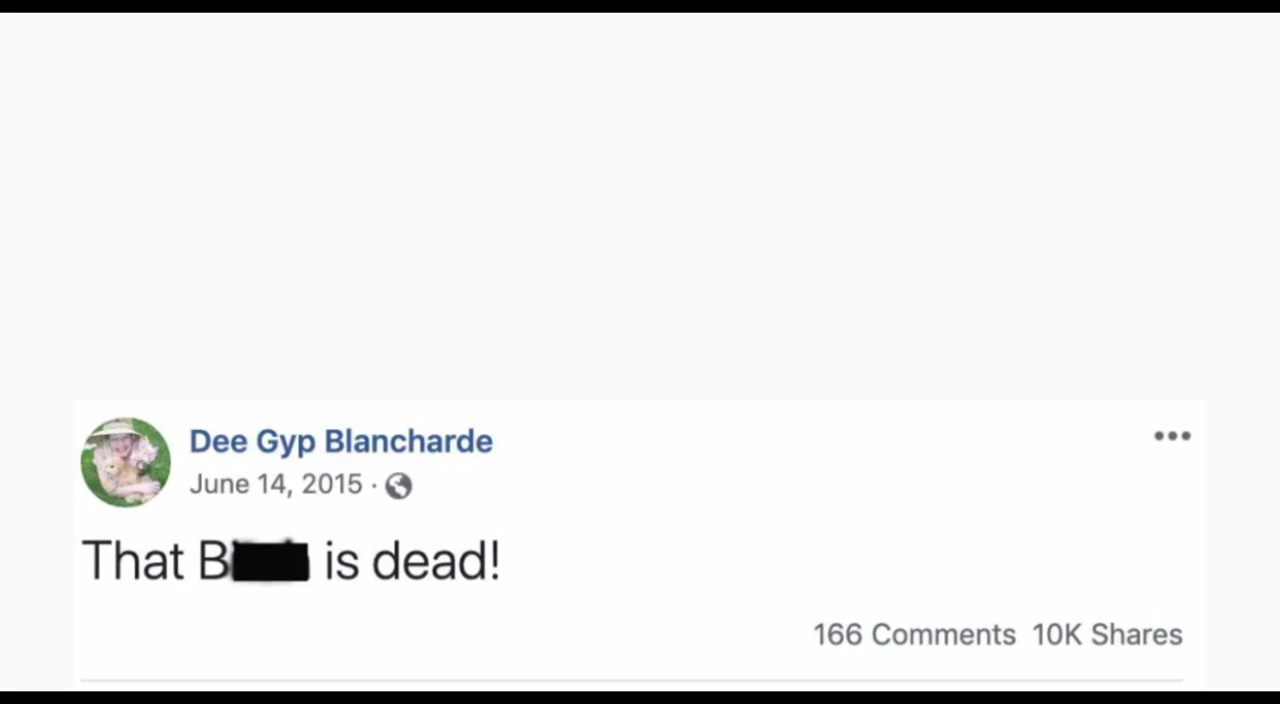 Dee Gyp Blancharde
June 14, 2015 ·
That B is dead!
166 Comments 10K Shares